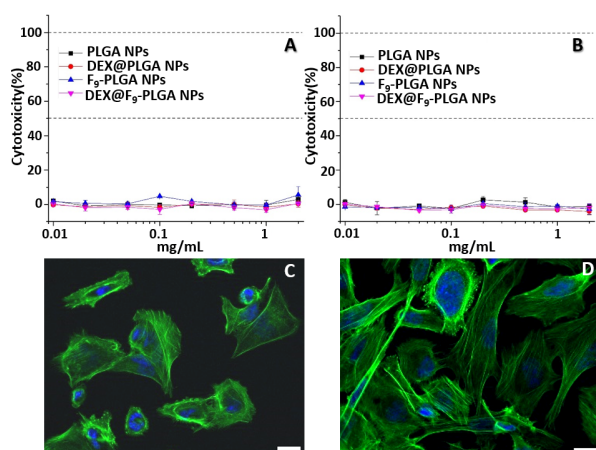 A
PLGA NPs
DEX@PLGA NPs
F₉-PLGA NPs
DEX@F₉-PLGA NPs
Cytotoxicity(%)
100
80
60
40
20
0
0.01
0.1
1
mg/mL
B
PLGA NPs
DEX@PLGA NPs
F₉-PLGA NPs
DEX@F₉-PLGA NPs
Cytotoxicity(%)
100
80
60
40
20
0
0.01
0.1
1
mg/mL
C
D